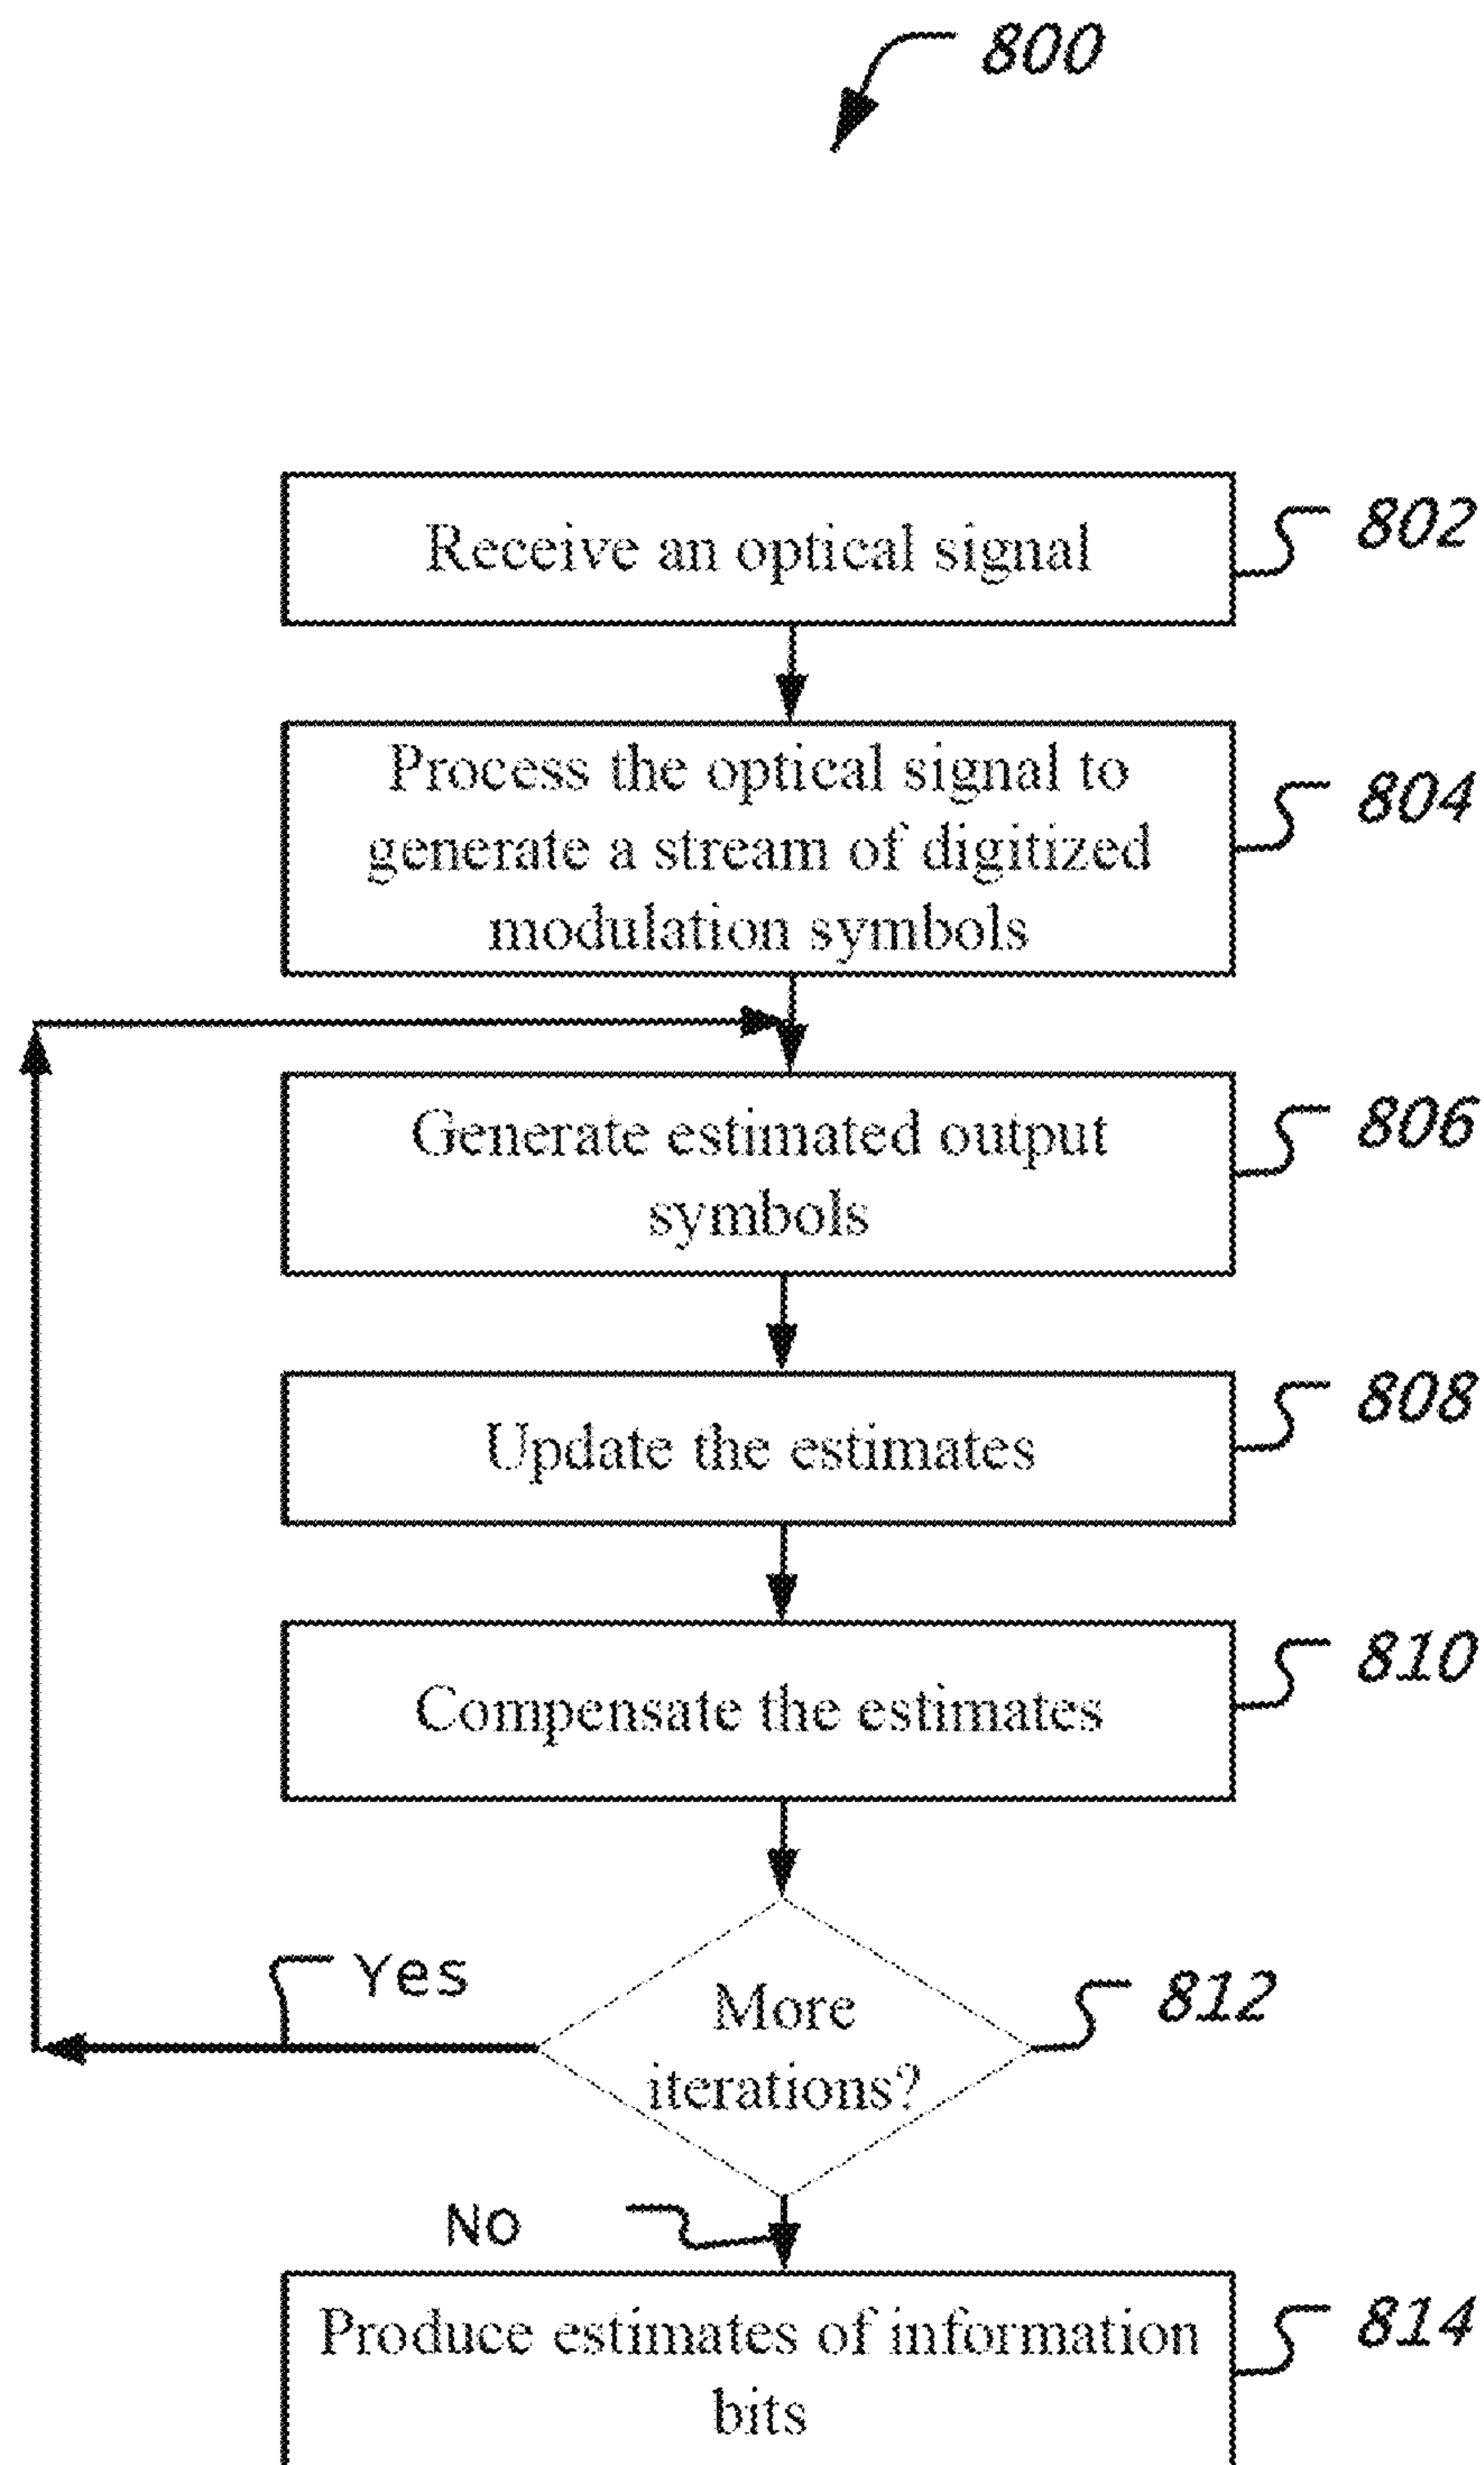 800
Receive an optical signal
802
Process the optical signal to
generate a stream of digitized
modulation symbols
804
Generate estimated output
symbols
806
Update the estimates
808
Compensate the estimates
810
More
iterations?
812
Yes
No
Produce estimates of information
bits
814